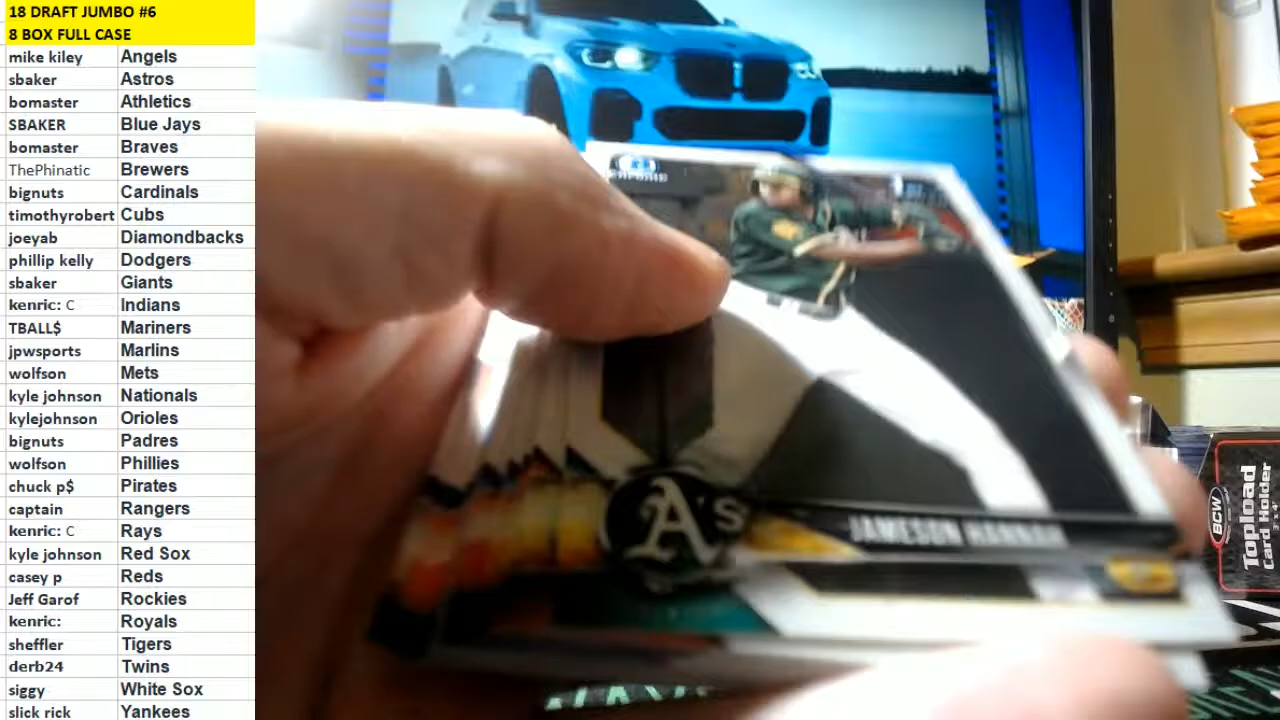 18 DRAFT JUMBO #6
8 BOX FULL CASE
mike kiley Angels
sbaker Astros
bomaster Athletics
SBAKER Blue Jays
bomaster Braves
ThePhinatic Brewers
bignuts Cardinals
timothyrobert Cubs
joeyab Diamondbacks
phillip kelly Dodgers
sbaker Giants
kenric: C Indians
TBALL$ Mariners
jpwsports Marlins
wolfson Mets
kyle johnson Nationals
kylejohnson Orioles
bignuts Padres
wolfson Phillies
chuck p$ Pirates
captain Rangers
kenric: C Rays
kyle johnson Red Sox
casey p Reds
Jeff Garof Rockies
kenric: Royals
sheffler Tigers
derb24 Twins
siggy White Sox
slick rick Yankees
A's
JAMESON HANNAH
BCW
Topload
Card Holder